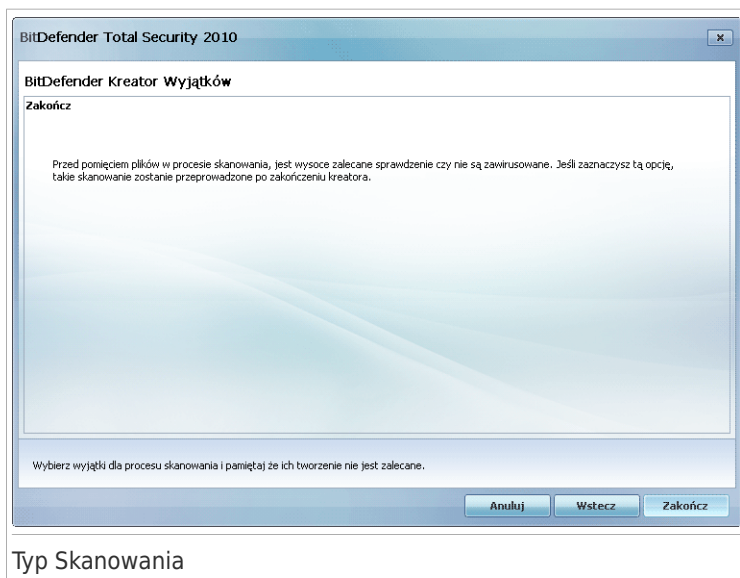 BitDefender Total Security 2010
x
BitDefender Kreator Wyjątków
Zakończ
Przed pomięciem plików w procesie skanowania, jest wysoce zalecane sprawdzenie czy nie są zawirusowane. Jeśli zaznaczysz tą opcję,
takie skanowanie zostanie przeprowadzone po zakończeniu kreatora.
Wybierz wyjątki dla procesu skanowania i pamiętaj że ich tworzenie nie jest zalecane.
Anuluj Wstecz Zakończ
Typ Skanowania